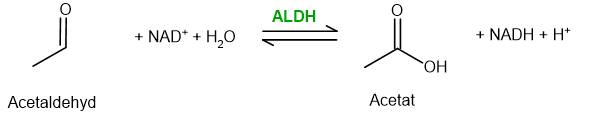 O
O
ALDH
+ NAD⁺ + H₂O
+ NADH + H⁺
OH
Acetaldehyd
Acetat